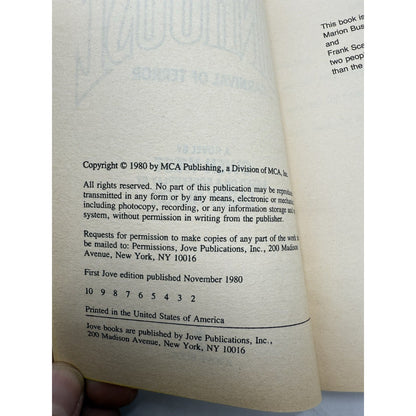 Copyright © 1980 by MCA Publishing, a Division of MCA, Inc.
All rights reserved. No part of this publication may be
transmitted in any form or by any means, electronic or
including photocopy, recording, or any information storage and
system, without permission in writing from the publisher.
Requests for permission to make copies of any part of the work
be mailed to: Permissions, Jove Publications, Inc., 200 Madison
Avenue, New York, NY 10016
First Jove edition published November 1980
10 9 8 7 6 5 4 3 2
Printed in the United States of America
Jove books are published by Jove Publications, Inc.,
200 Madison Avenue, New York, NY 10016
This book is
Marion
and
Frank
two
than the